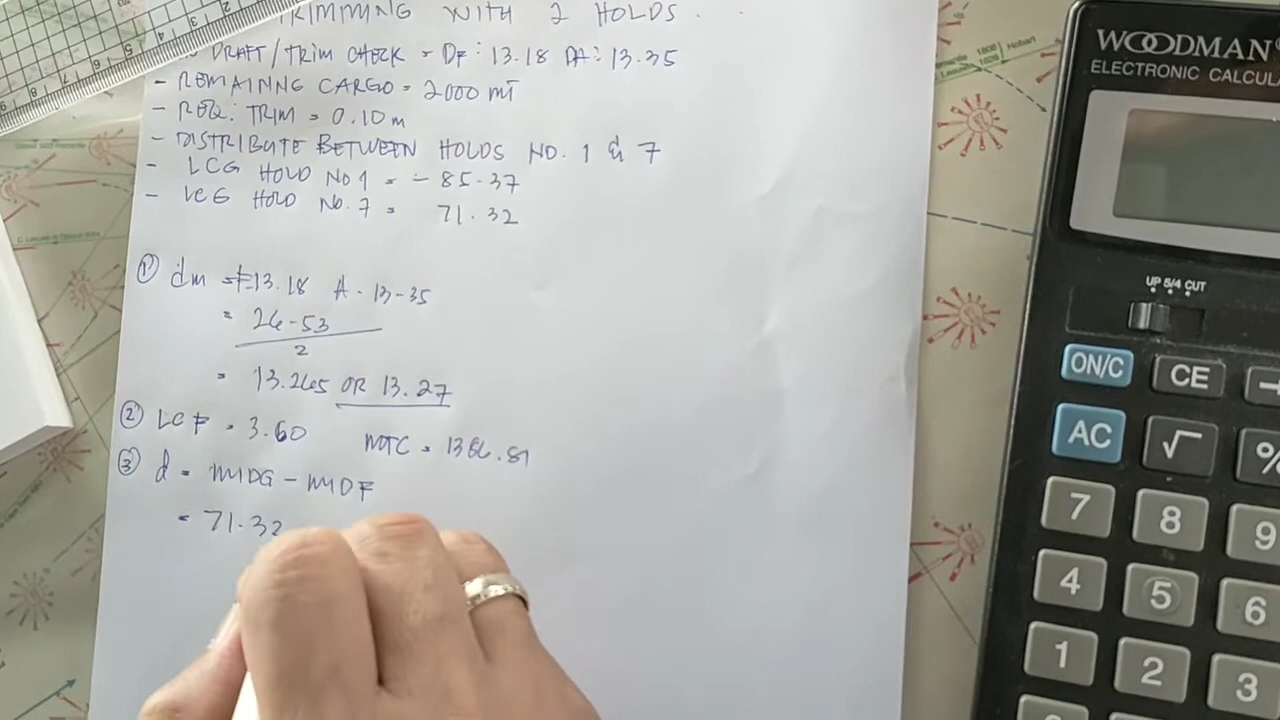 TRIMMING WITH 2 HOLDS.
DRAFT/TRIM CHECK = DF: 13.18 DA: 13.35
- REMAINNG CARGO = 2000 MT
- REQ: TRIM = 0.10m
- DISTRIBUTE BETWEEN HOLDS NO. 1 & 7
- LCG HOLD NO 1 = - 85.37
- LCG HOLD No. 7 = 71.32
① dm = F 13.18 A - 13-35
= 26-53
2
= 13.265 OR 13.27
② LCF = 3.60 MTC = 1386.81
③ d = MIDG - MIDF
= 71.32
WOODMAN
ELECTRONIC CALCULA
UP 5/4 CUT
ON/C CE
AC √ %
7 8 9
4 5 6
1 2 3